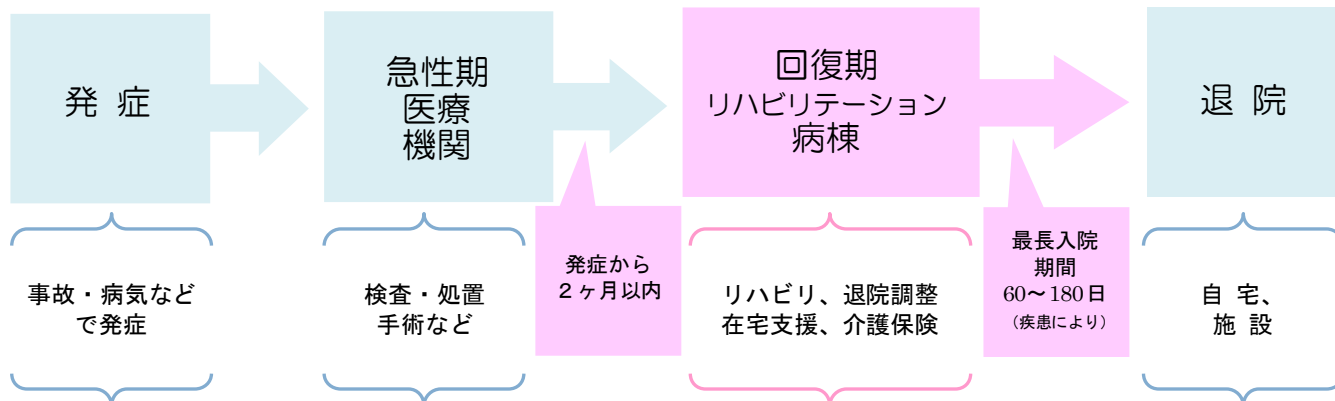 発 症
急性期
医療
機関
回復期
リハビリテーション
病棟
退 院
事故・病気など
で発症
検査・処置
手術など
発症から
２ヶ月以内
リハビリ、退院調整
在宅支援、介護保険
最長入院
期間
60～180日
（疾患により）
自 宅、
施 設